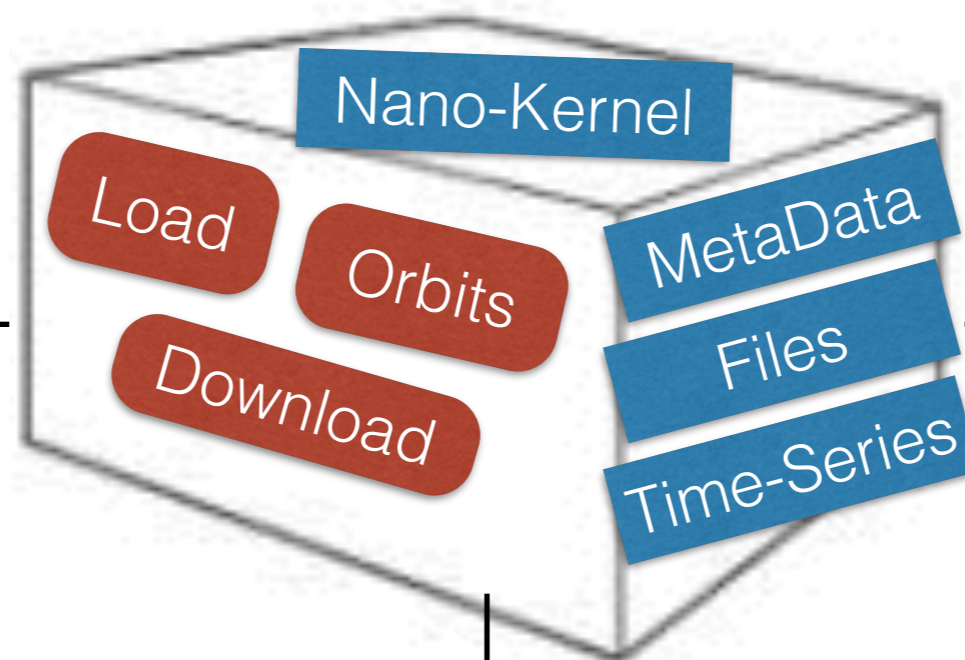 Nano-Kernel
Load
Orbits
Download
MetaData
Files
Time-Series